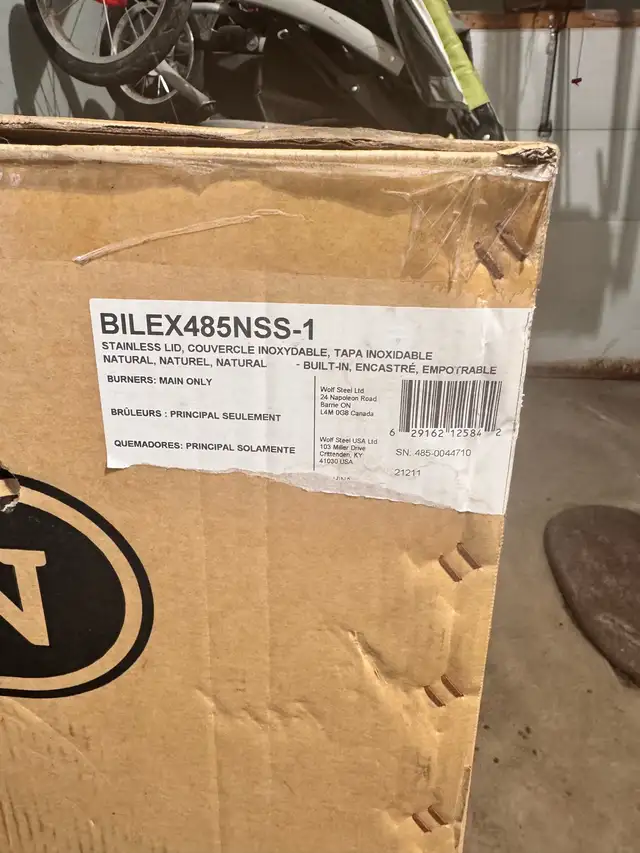 BILEX485NSS-1
STAINLESS LID, COUVERCLE INOXYDABLE, TAPA INOXIDABLE
NATURAL, NATUREL, NATURAL - BUILT-IN, ENCASTRÉ, EMPOTRABLE
BURNERS: MAIN ONLY
BRÛLEURS : PRINCIPAL SEULEMENT
QUEMADORES: PRINCIPAL SOLAMENTE
Wolf Steel Ltd
24 Napoleon Road
Barrie ON
L4M 0G8 Canada
Wolf Steel USA Ltd.
103 Miller Drive
Crittenden, KY
41030 USA
6 29162 12584 2
SN. 485-0044710
21211
N